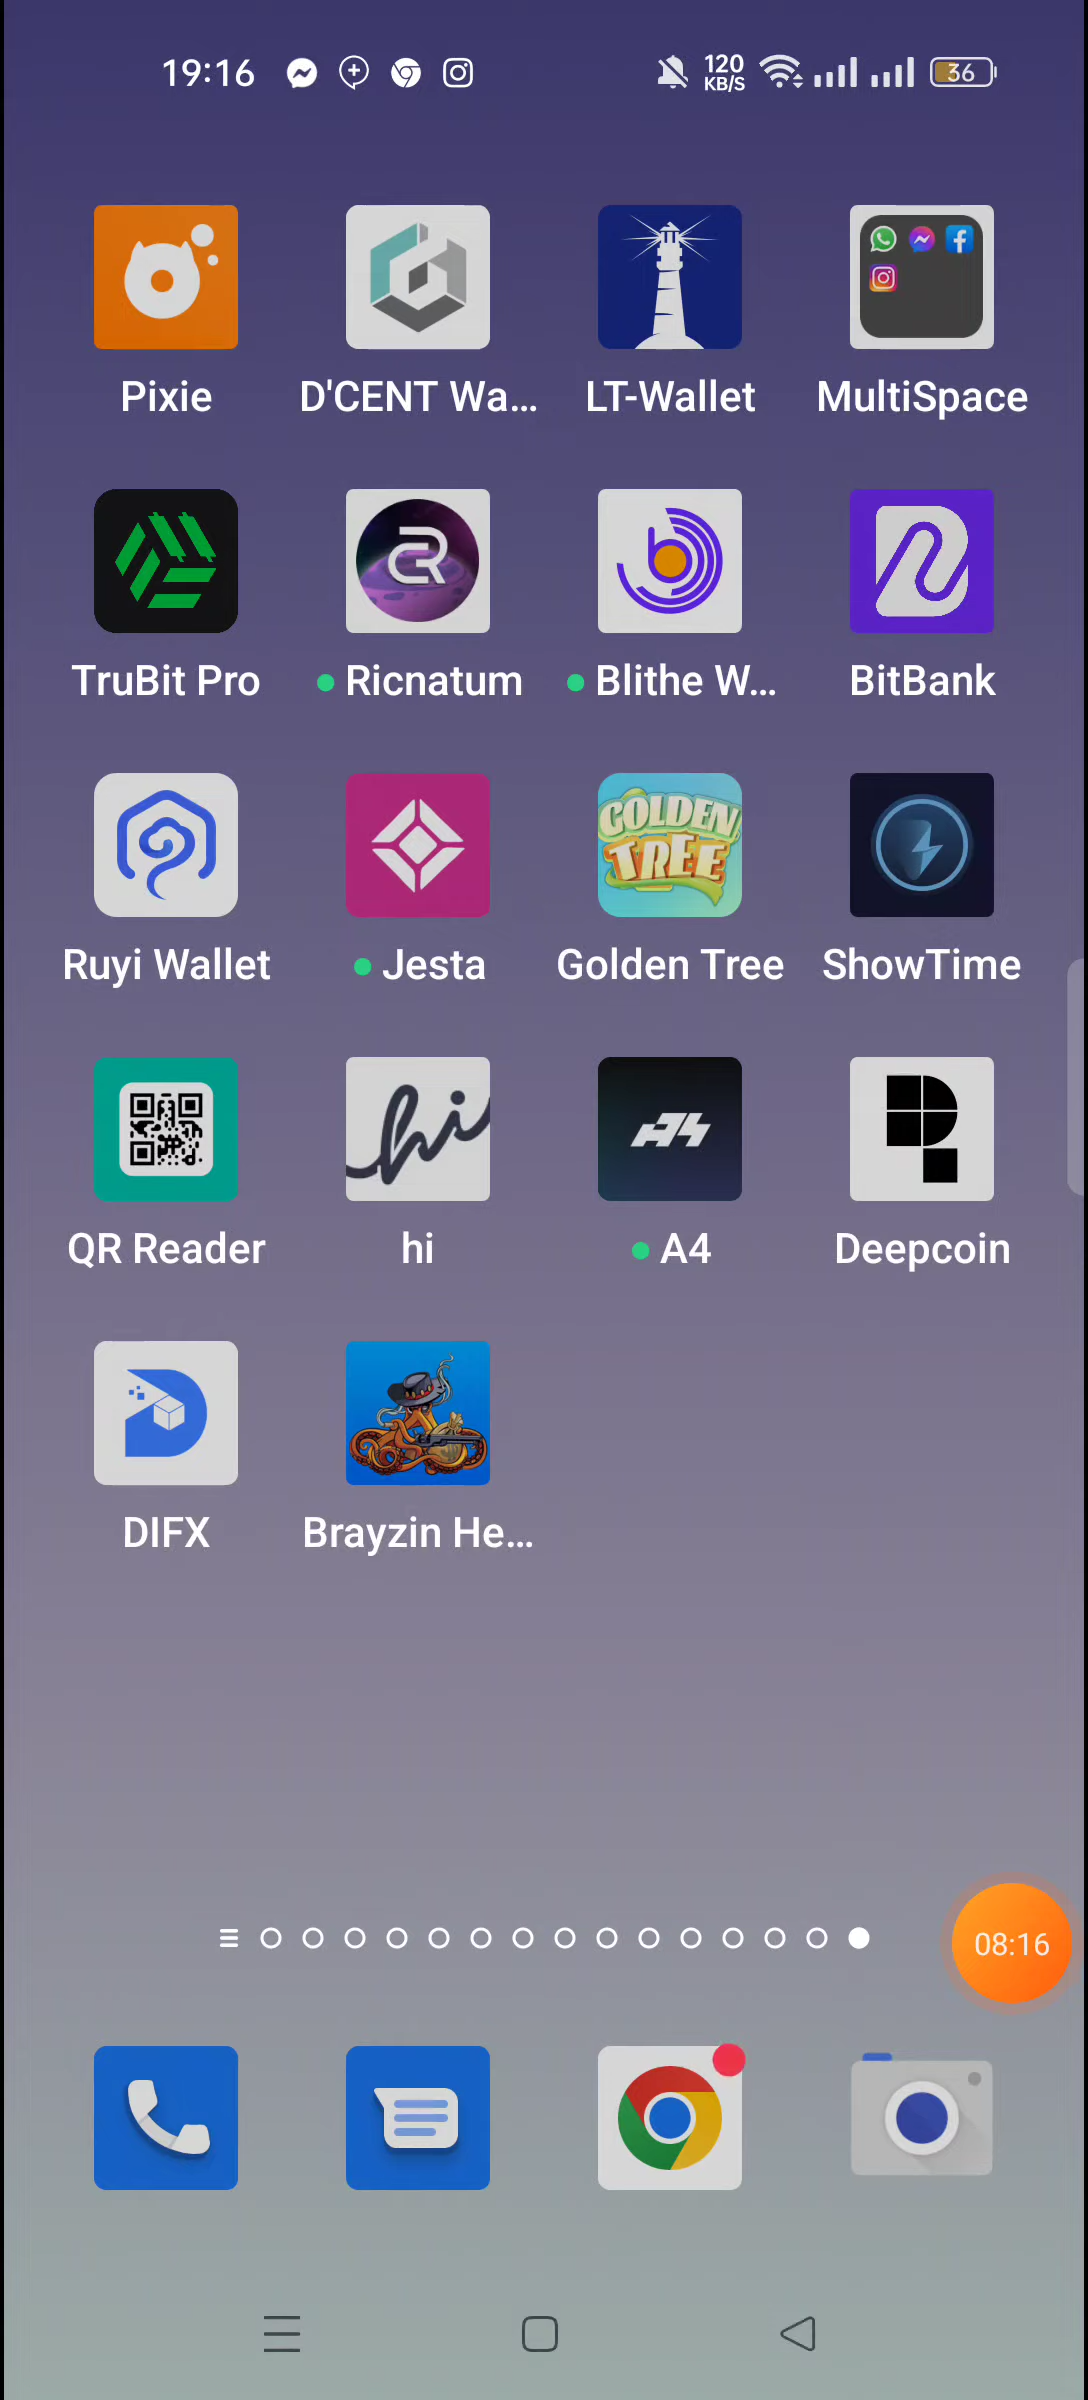 19:16 120 KB/S 36
Pixie D'CENT Wa... LT-Wallet MultiSpace
TruBit Pro Ricnatum Blithe W... BitBank
GOLDEN
TREE
Ruyi Wallet Jesta Golden Tree ShowTime
hi A4
QR Reader hi A4 Deepcoin
DIFX Brayzin He...
08:16